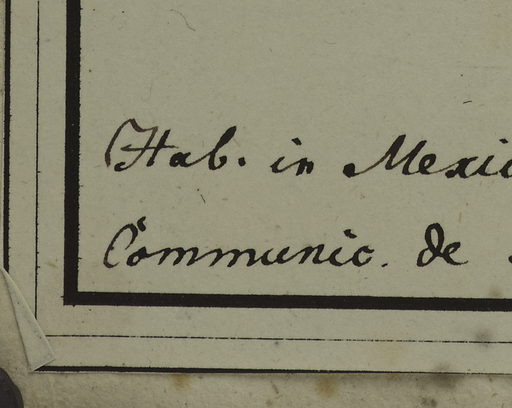 Hab. in Mexic
Communic. de